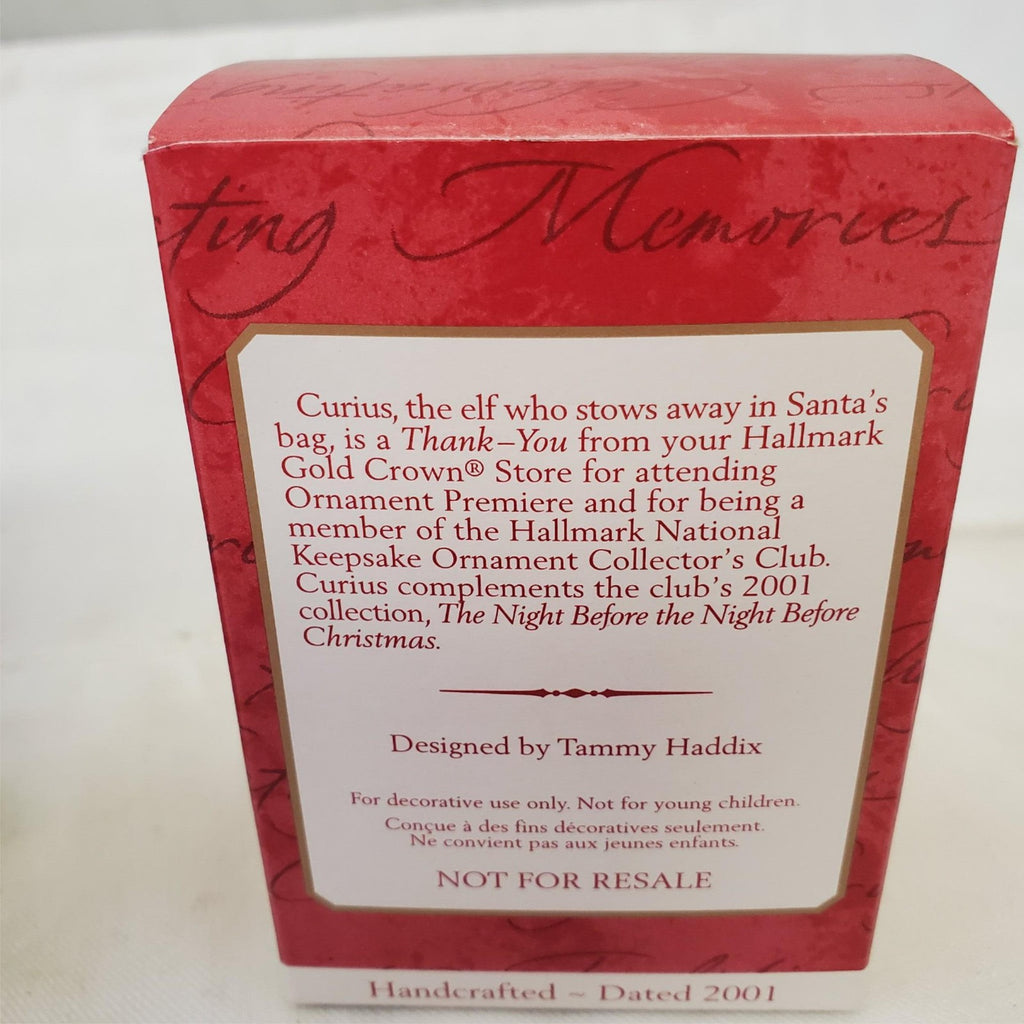 ting Memories
Curius, the elf who stows away in Santa's
bag, is a Thank–You from your Hallmark
Gold Crown® Store for attending
Ornament Premiere and for being a
member of the Hallmark National
Keepsake Ornament Collector's Club.
Curius complements the club's 2001
collection, The Night Before the Night Before
Christmas.
Designed by Tammy Haddix
For decorative use only. Not for young children.
Conçue à des fins décoratives seulement.
Ne convient pas aux jeunes enfants.
NOT FOR RESALE
Handcrafted ~ Dated 2001